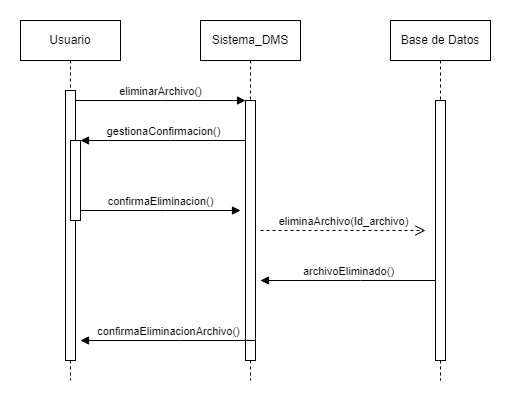 Usuario
Sistema_DMS
Base de Datos
eliminarArchivo()
gestionaConfirmacion()
confirmaEliminacion()
eliminaArchivo(Id_archivo)
archivoEliminado()
confirmaEliminacionArchivo()